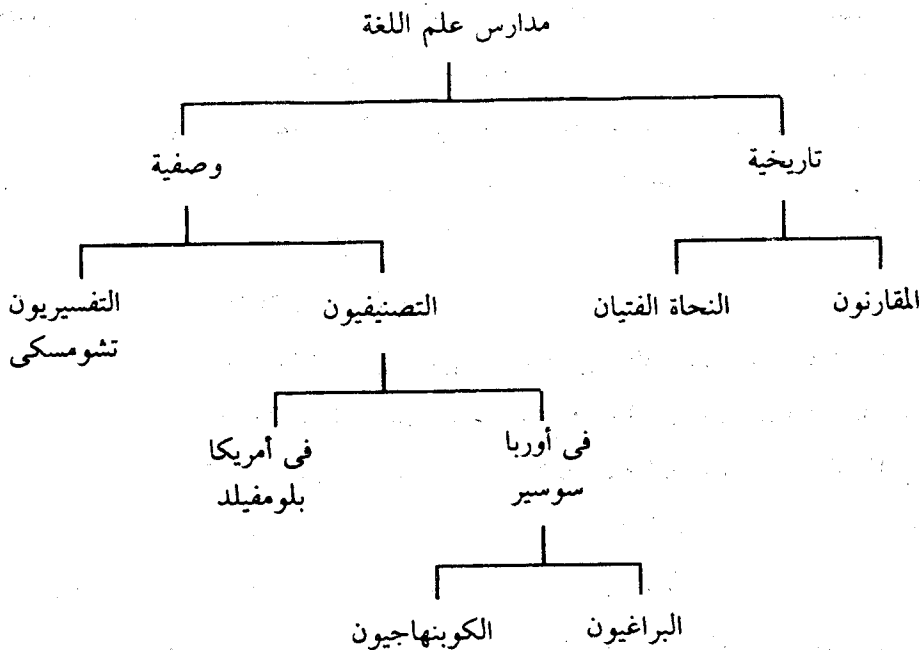 مدارس علم اللغة
تاريخية
وصفية
المقارنون
النحاة الفتيان
التصنيفيون
التفسيريون
تشومسكى
فى أوربا
سوسير
فى أمريكا
بلومفيلد
البراغيون
الكوبنهاجيون